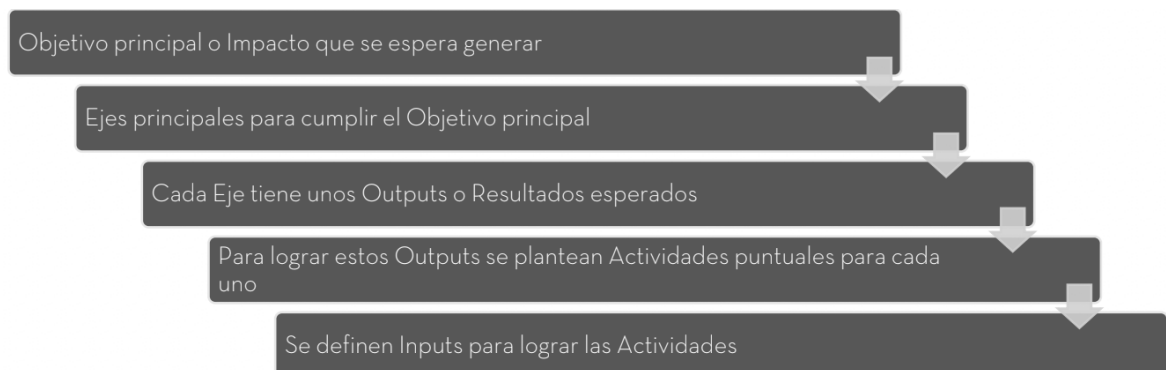 Objetivo principal o Impacto que se espera generar
Ejes principales para cumplir el Objetivo principal
Cada Eje tiene unos Outputs o Resultados esperados
Para lograr estos Outputs se plantean Actividades puntuales para cada
uno
Se definen Inputs para lograr las Actividades